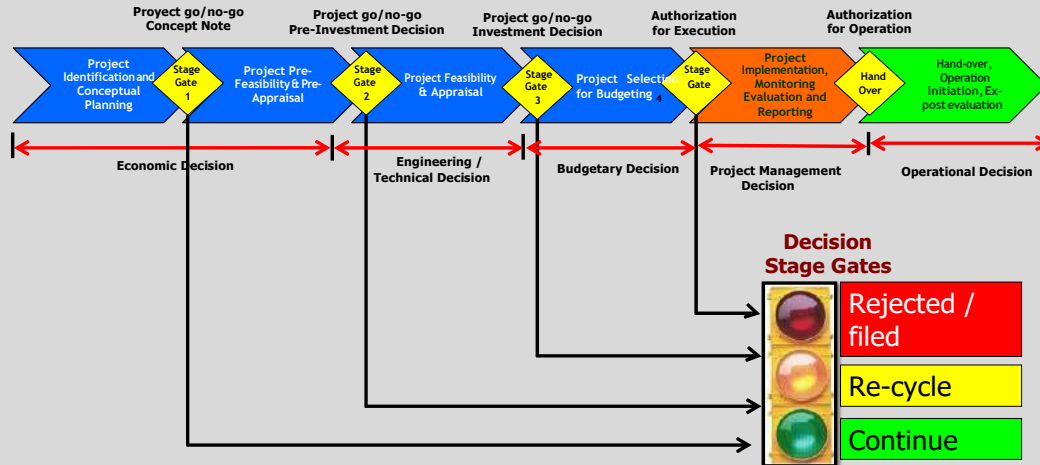 Proyect go/no-go
Concept Note
Project go/no-go
Pre-Investment Decision
Project go/no-go
Investment Decision
Authorization
for Execution
Authorization
for Operation
Project
Identification and
Conceptual
Planning
Stage
Gate
1
Project Pre-
Feasibility & Pre-
Appraisal
Stage
Gate
2
Project Feasibility
& Appraisal
Stage
Gate
3
Project Selection
for Budgeting 4
Stage
Gate
Project
Implementation,
Monitoring
Evaluation and
Reporting
Hand
Over
Hand-over,
Operation
Initiation, Ex-
post evaluation
Economic Decision
Engineering /
Technical Decision
Budgetary Decision
Project Management
Decision
Operational Decision
Decision
Stage Gates
Rejected /
filed
Re-cycle
Continue